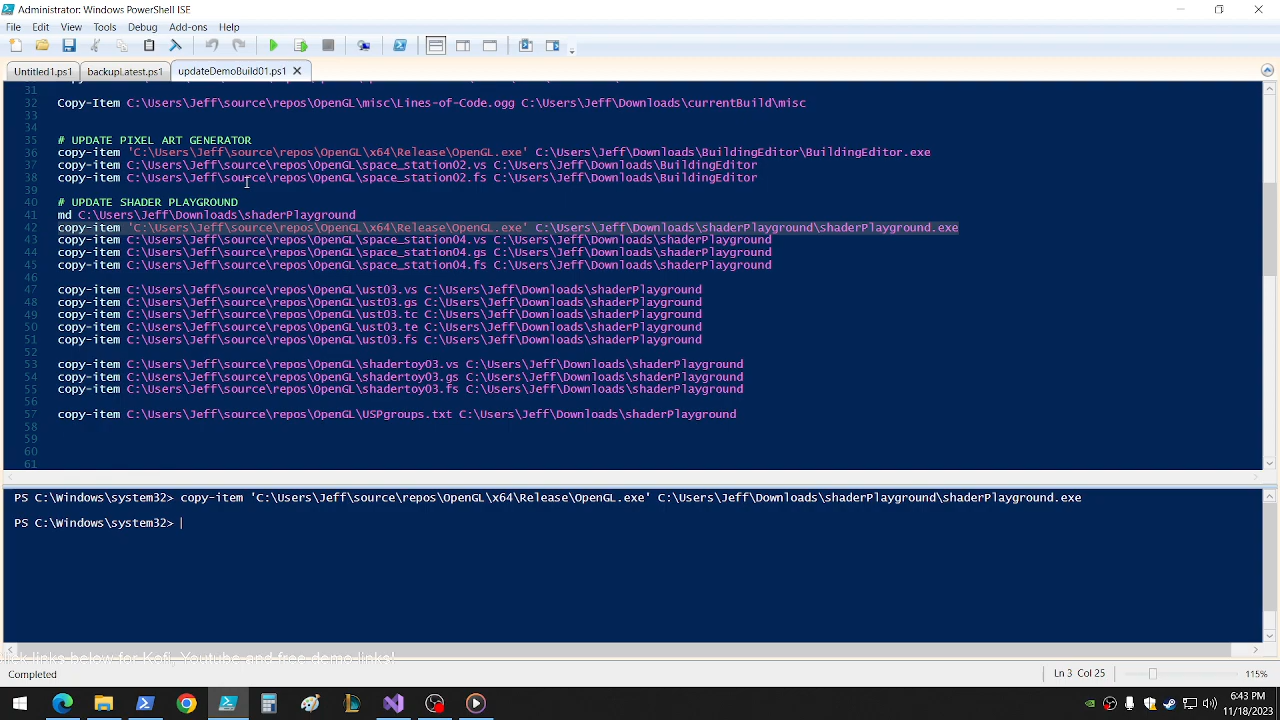 Administrator: Windows PowerShell ISE
File Edit View Tools Debug Add-ons Help
Untitled1.ps1 backupLatest.ps1 updateDemoBuild01.ps1
31
32 Copy-Item C:\Users\Jeff\source\repos\OpenGL\misc\Lines-of-Code.ogg C:\Users\Jeff\Downloads\currentBuild\misc
33
34
35 # UPDATE PIXEL ART GENERATOR
36 copy-item 'C:\Users\Jeff\source\repos\OpenGL\x64\Release\OpenGL.exe' C:\Users\Jeff\Downloads\BuildingEditor\BuildingEditor.exe
37 copy-item C:\Users\Jeff\source\repos\OpenGL\space_station02.vs C:\Users\Jeff\Downloads\BuildingEditor
38 copy-item C:\Users\Jeff\source\repos\OpenGL\space_station02.fs C:\Users\Jeff\Downloads\BuildingEditor
39
40 # UPDATE SHADER PLAYGROUND
41 md C:\Users\Jeff\Downloads\shaderPlayground
42 copy-item 'C:\Users\Jeff\source\repos\OpenGL\x64\Release\OpenGL.exe' C:\Users\Jeff\Downloads\shaderPlayground\shaderPlayground.exe
43 copy-item C:\Users\Jeff\source\repos\OpenGL\space_station04.vs C:\Users\Jeff\Downloads\shaderPlayground
44 copy-item C:\Users\Jeff\source\repos\OpenGL\space_station04.gs C:\Users\Jeff\Downloads\shaderPlayground
45 copy-item C:\Users\Jeff\source\repos\OpenGL\space_station04.fs C:\Users\Jeff\Downloads\shaderPlayground
46
47 copy-item C:\Users\Jeff\source\repos\OpenGL\ust03.vs C:\Users\Jeff\Downloads\shaderPlayground
48 copy-item C:\Users\Jeff\source\repos\OpenGL\ust03.gs C:\Users\Jeff\Downloads\shaderPlayground
49 copy-item C:\Users\Jeff\source\repos\OpenGL\ust03.tc C:\Users\Jeff\Downloads\shaderPlayground
50 copy-item C:\Users\Jeff\source\repos\OpenGL\ust03.te C:\Users\Jeff\Downloads\shaderPlayground
51 copy-item C:\Users\Jeff\source\repos\OpenGL\ust03.fs C:\Users\Jeff\Downloads\shaderPlayground
52
53 copy-item C:\Users\Jeff\source\repos\OpenGL\shadertoy03.vs C:\Users\Jeff\Downloads\shaderPlayground
54 copy-item C:\Users\Jeff\source\repos\OpenGL\shadertoy03.gs C:\Users\Jeff\Downloads\shaderPlayground
55 copy-item C:\Users\Jeff\source\repos\OpenGL\shadertoy03.fs C:\Users\Jeff\Downloads\shaderPlayground
56
57 copy-item C:\Users\Jeff\source\repos\OpenGL\USPgroups.txt C:\Users\Jeff\Downloads\shaderPlayground
58
59
60
61
PS C:\Windows\system32> copy-item 'C:\Users\Jeff\source\repos\OpenGL\x64\Release\OpenGL.exe' C:\Users\Jeff\Downloads\shaderPlayground\shaderPlayground.exe
PS C:\Windows\system32>
links below for Kofi, Youtube and free demo links!
Completed Ln 3 Col 25 115%
6:43 PM
11/18/2023